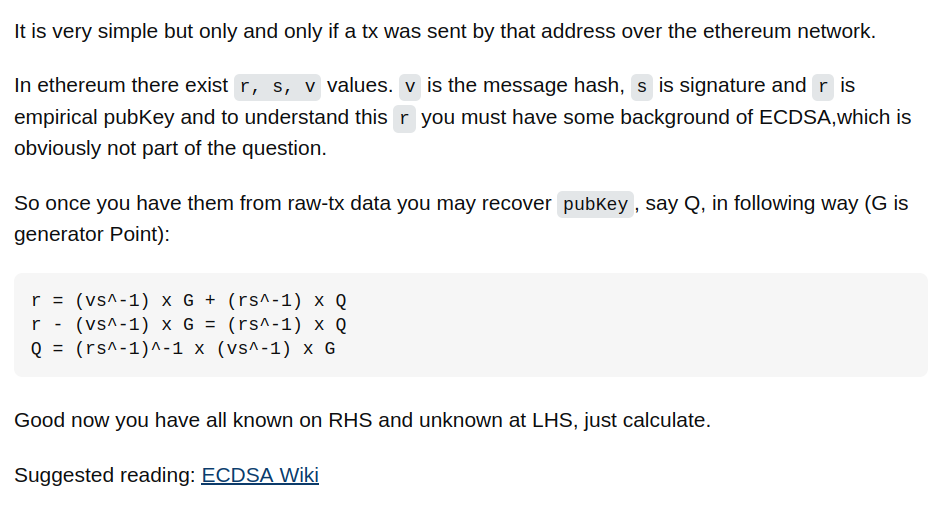 It is very simple but only and only if a tx was sent by that address over the ethereum network.
In ethereum there exist r, s, v values. v is the message hash, s is signature and r is
empirical pubKey and to understand this r you must have some background of ECDSA,which is
obviously not part of the question.
So once you have them from raw-tx data you may recover pubKey, say Q, in following way (G is
generator Point):
r = (vs^-1) x G + (rs^-1) x Q
r - (vs^-1) x G = (rs^-1) x Q
Q = (rs^-1)^-1 x (vs^-1) x G
Good now you have all known on RHS and unknown at LHS, just calculate.
Suggested reading: ECDSA Wiki